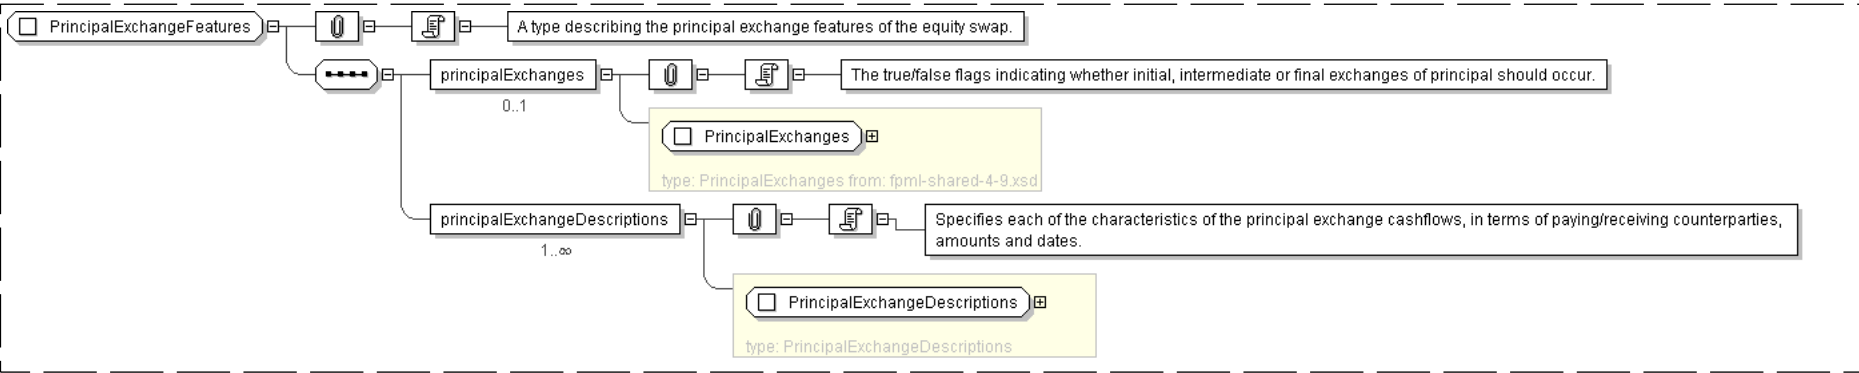 PrincipalExchangeFeatures
A type describing the principal exchange features of the equity swap.
principalExchanges
The true/false flags indicating whether initial, intermediate or final exchanges of principal should occur.
0..1
PrincipalExchanges
type: PrincipalExchanges from: fpml-shared-4-9.xsd
principalExchangeDescriptions
Specifies each of the characteristics of the principal exchange cashflows, in terms of paying/receiving counterparties,
amounts and dates.
1..∞
PrincipalExchangeDescriptions
type: PrincipalExchangeDescriptions